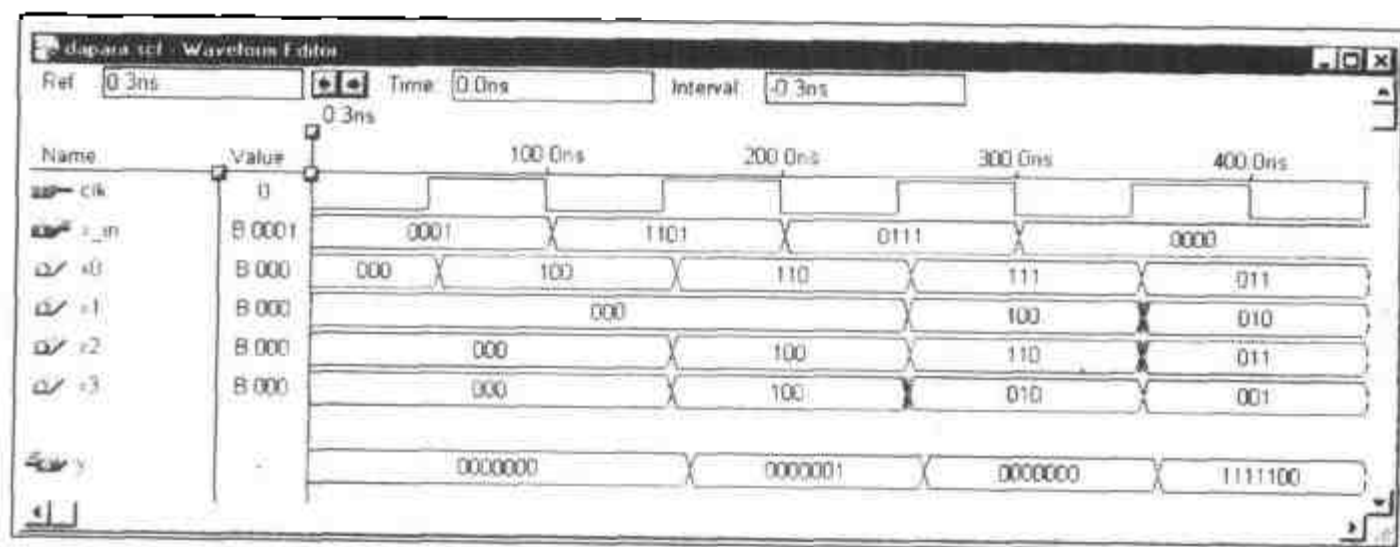 dapara.scf - Waveform Editor
Ref: 0.3ns Time: 0.0ns Interval: -0.3ns
0.3ns
Name: Value: 100.0ns 200.0ns 300.0ns 400.0ns
clk 0
x_in B 0001 0001 1101 0111 0000
x0 B 000 000 100 110 111 011
x1 B 000 000 100 010
x2 B 000 000 100 110 011
x3 B 000 000 100 010 001
y 0000000 0000001 0000000 1111100